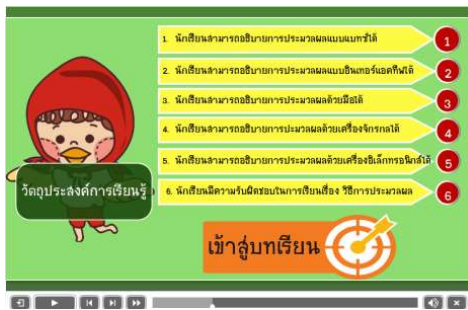 1. นักเรียนสามารถอธิบายการประมวลผลแบบแบทช์ได้
1
2. นักเรียนสามารถอธิบายการประมวลผลแบบอินเทอร์แอคทีฟได้
2
3. นักเรียนสามารถอธิบายการประมวลผลด้วยมือได้
3
4. นักเรียนสามารถอธิบายการปะมวลผลด้วยเครื่องจักรกลได้
4
5. นักเรียนสามารถอธิบายการประมวลผลด้วยเครื่องอิเล็กทรอนิกส์ได้
5
วัตถุประสงค์การเรียนรู้
6. นักเรียนมีความรับผิดชอบในการเรียนเรื่อง วิธีการประมวลผล
6
เข้าสู่บทเรียน